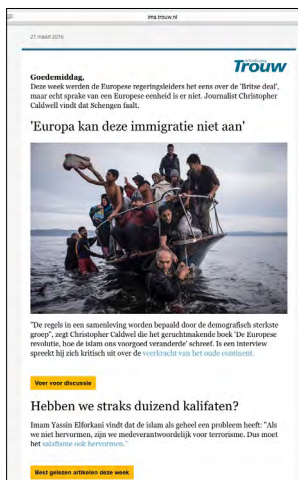 ims.trouw.nl
21 maart 2016
Trouw
Goedemiddag,
Deze week werden de Europese regeringsleiders het eens over de 'Britse deal',
maar echt sprake van een Europese eenheid is er niet. Journalist Christopher
Caldwell vindt dat Schengen faalt.
'Europa kan deze immigratie niet aan'
"De regels in een samenleving worden bepaald door de demografisch sterkste
groep", zegt Christopher Caldwel die het geruchtmakende boek 'De Europese
revolutie, hoe de islam ons voorgoed veranderde' schreef. Is een interview
spreekt hij zich kritisch uit over de veerkracht van het oude continent.
Voer voor discussie
Hebben we straks duizend kalifaten?
Imam Yassin Elforkani vindt dat de islam als geheel een probleem heeft: "Als
we niet hervormen, zijn we medeverantwoordelijk voor terrorisme. Dus moet
het salafisme ook hervormen."
Best gelezen artikelen deze week